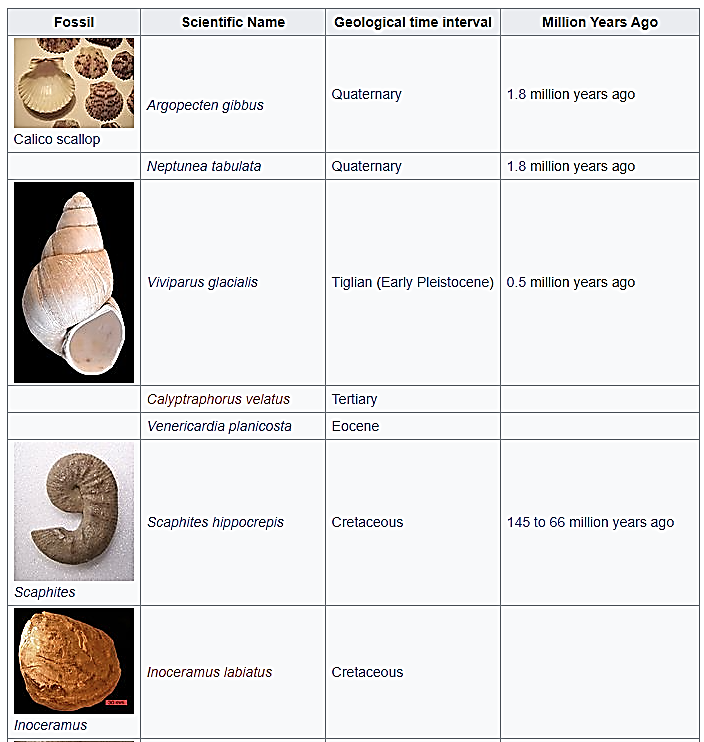 Fossil Scientific Name Geological time interval Million Years Ago
Calico scallop Argopecten gibbus Quaternary 1.8 million years ago
Neptunea tabulata Quaternary 1.8 million years ago
Viviparus glacialis Tiglian (Early Pleistocene) 0.5 million years ago
Calyptraphorus velatus Tertiary
Venericardia planicosta Eocene
Scaphites Scaphites hippocrepis Cretaceous 145 to 66 million years ago
Inoceramus Inoceramus labiatus Cretaceous